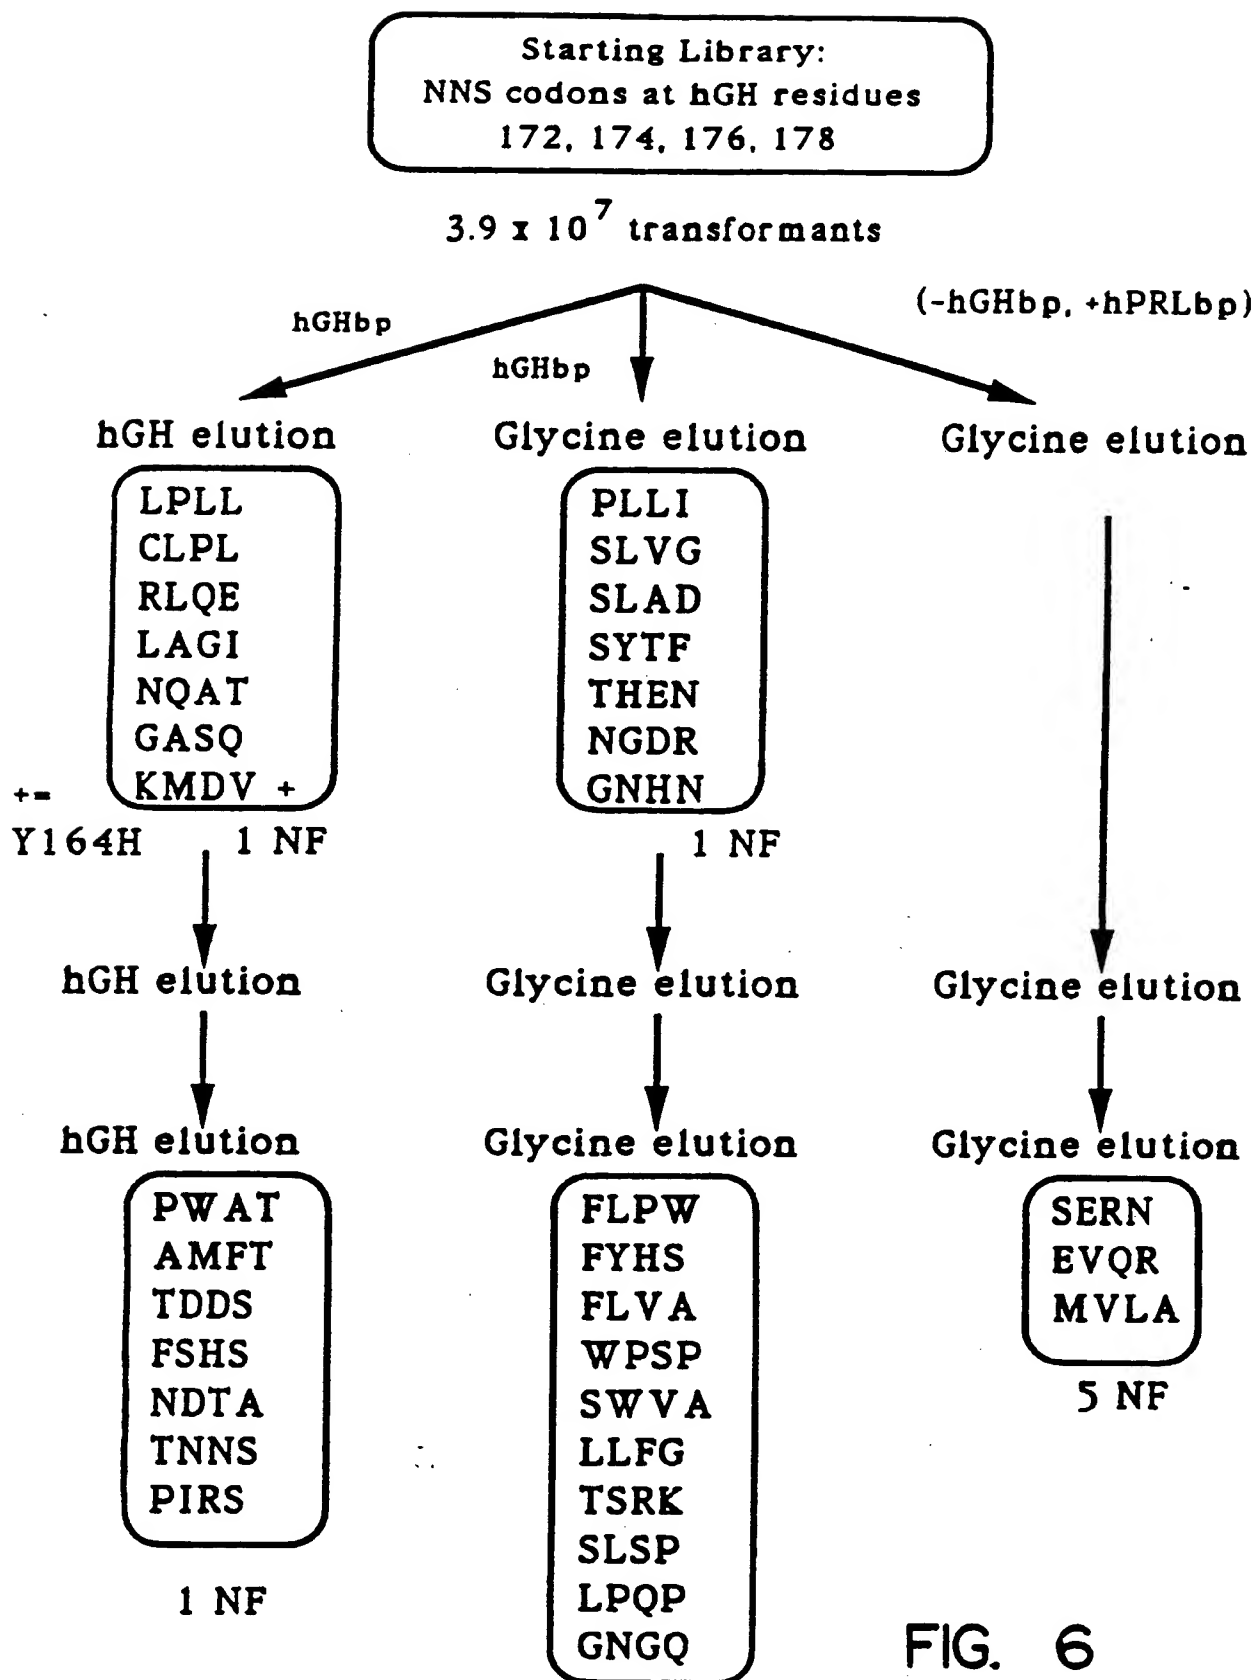 Starting Library:
NNS codons at hGH residues
172, 174, 176, 178
3.9 x 10^7 transformants
hGHbp
hGHbp
(-hGHbp, +hPRLbp)
hGH elution
LPLL
CLPL
RLQE
LAGI
NQAT
GASQ
KMDV +
+=
Y164H
1 NF
hGH elution
hGH elution
PWAT
AMFT
TDDS
FSHS
NDTA
TNNS
PIRS
1 NF
Glycine elution
PLLI
SLVG
SLAD
SYTF
THEN
NGDR
GNHN
1 NF
Glycine elution
Glycine elution
FLPW
FYHS
FLVA
WPSP
SWVA
LLFG
TSRK
SLSP
LPQP
GNGQ
Glycine elution
Glycine elution
Glycine elution
SERN
EVQR
MVLA
5 NF
FIG. 6